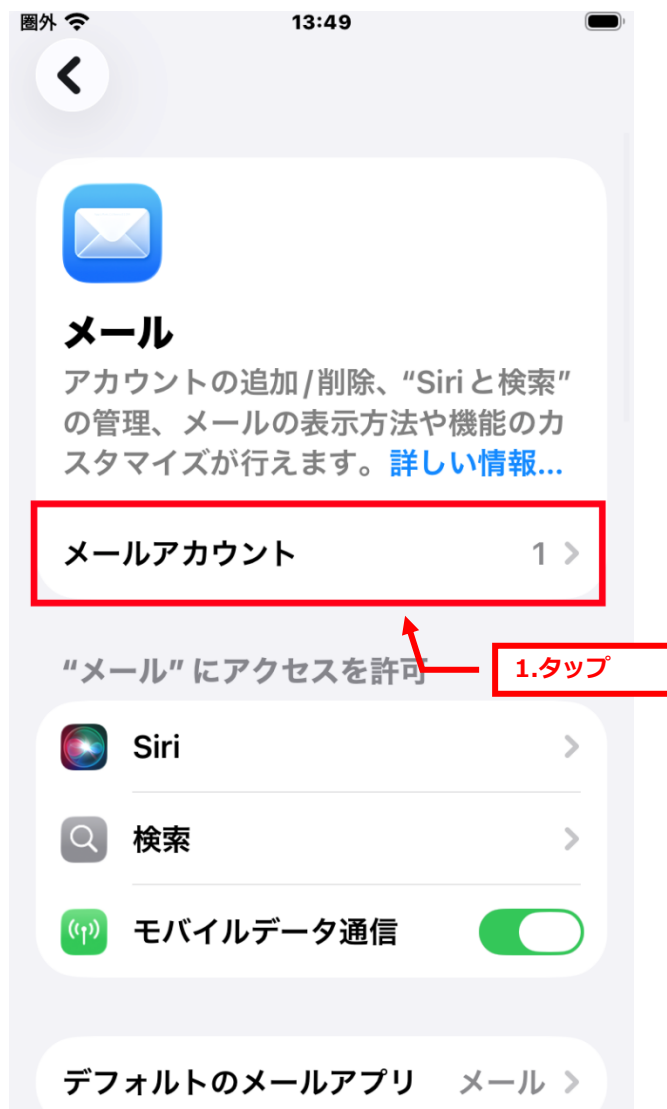 圏外 13:49
メール
アカウントの追加/削除、“Siriと検索”
の管理、メールの表示方法や機能のカ
スタマイズが行えます。詳しい情報...
メールアカウント 1
“メール”にアクセスを許可
1.タップ
Siri
検索
モバイルデータ通信
デフォルトのメールアプリ メール